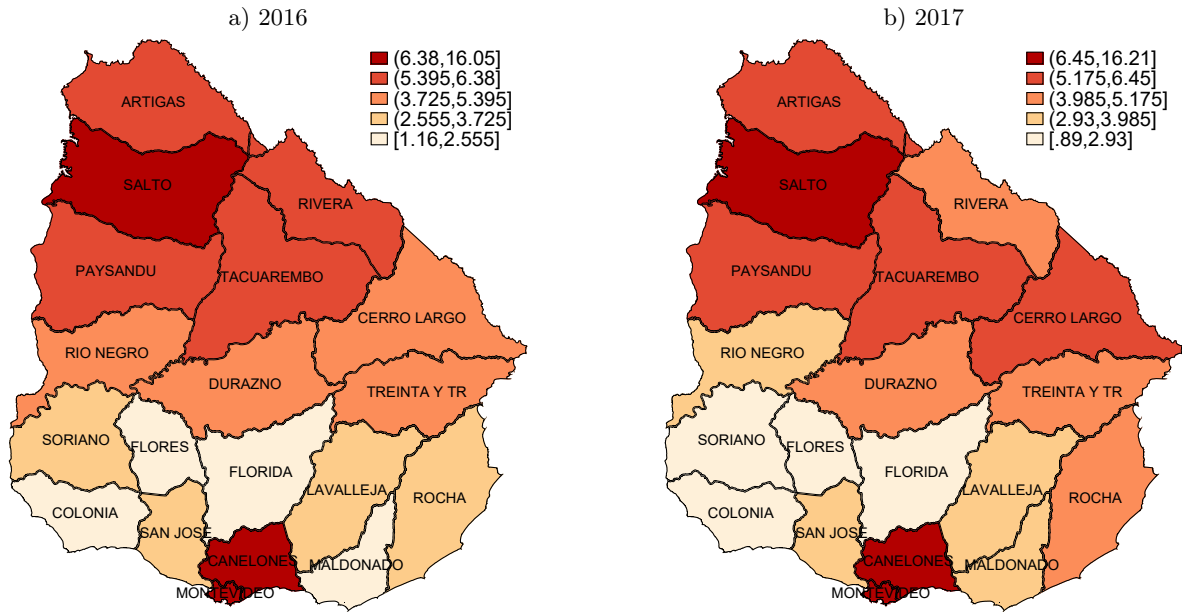 a) 2016
(6.38,16.05]
(5.395,6.38]
(3.725,5.395]
(2.555,3.725]
[1.16,2.555]
ARTIGAS
SALTO
RIVERA
PAYSANDU
TACUAREMBO
CERRO LARGO
RIO NEGRO
DURAZNO
TREINTA Y TR
SORIANO
FLORES
FLORIDA
LAVALLEJA
ROCHA
COLONIA
SAN JOSE
CANELONES
MALDONADO
MONTEVIDEO
b) 2017
(6.45,16.21]
(5.175,6.45]
(3.985,5.175]
(2.93,3.985]
[.89,2.93]
ARTIGAS
SALTO
RIVERA
PAYSANDU
TACUAREMBO
CERRO LARGO
RIO NEGRO
DURAZNO
TREINTA Y TR
SORIANO
FLORES
FLORIDA
LAVALLEJA
ROCHA
COLONIA
SAN JOSE
CANELONES
MALDONADO
MONTEVIDEO